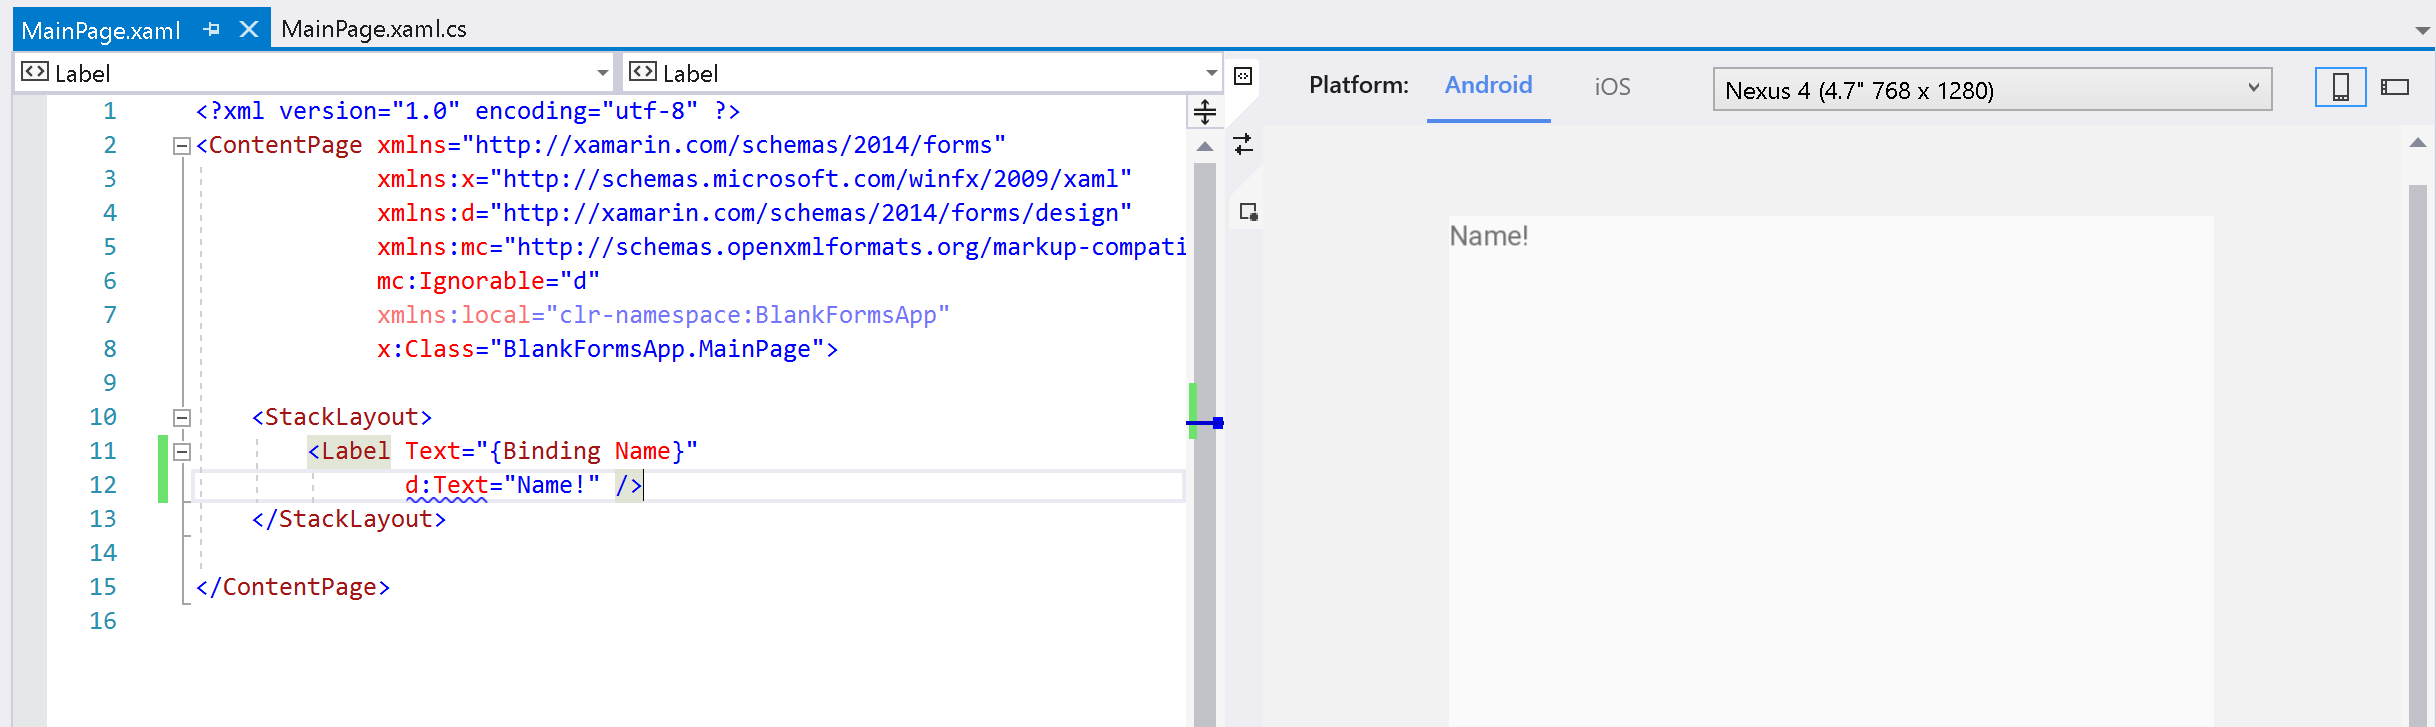 MainPage.xaml MainPage.xaml.cs
Label Label
Platform: Android iOS Nexus 4 (4.7" 768 x 1280)
1 <?xml version="1.0" encoding="utf-8" ?>
2 <ContentPage xmlns="http://xamarin.com/schemas/2014/forms"
3 xmlns:x="http://schemas.microsoft.com/winfx/2009/xaml"
4 xmlns:d="http://xamarin.com/schemas/2014/forms/design"
5 xmlns:mc="http://schemas.openxmlformats.org/markup-compati
6 mc:Ignorable="d"
7 xmlns:local="clr-namespace:BlankFormsApp"
8 x:Class="BlankFormsApp.MainPage">
9
10 <StackLayout>
11 <Label Text="{Binding Name}"
12 d:Text="Name!" />
13 </StackLayout>
14
15 </ContentPage>
16
Name!